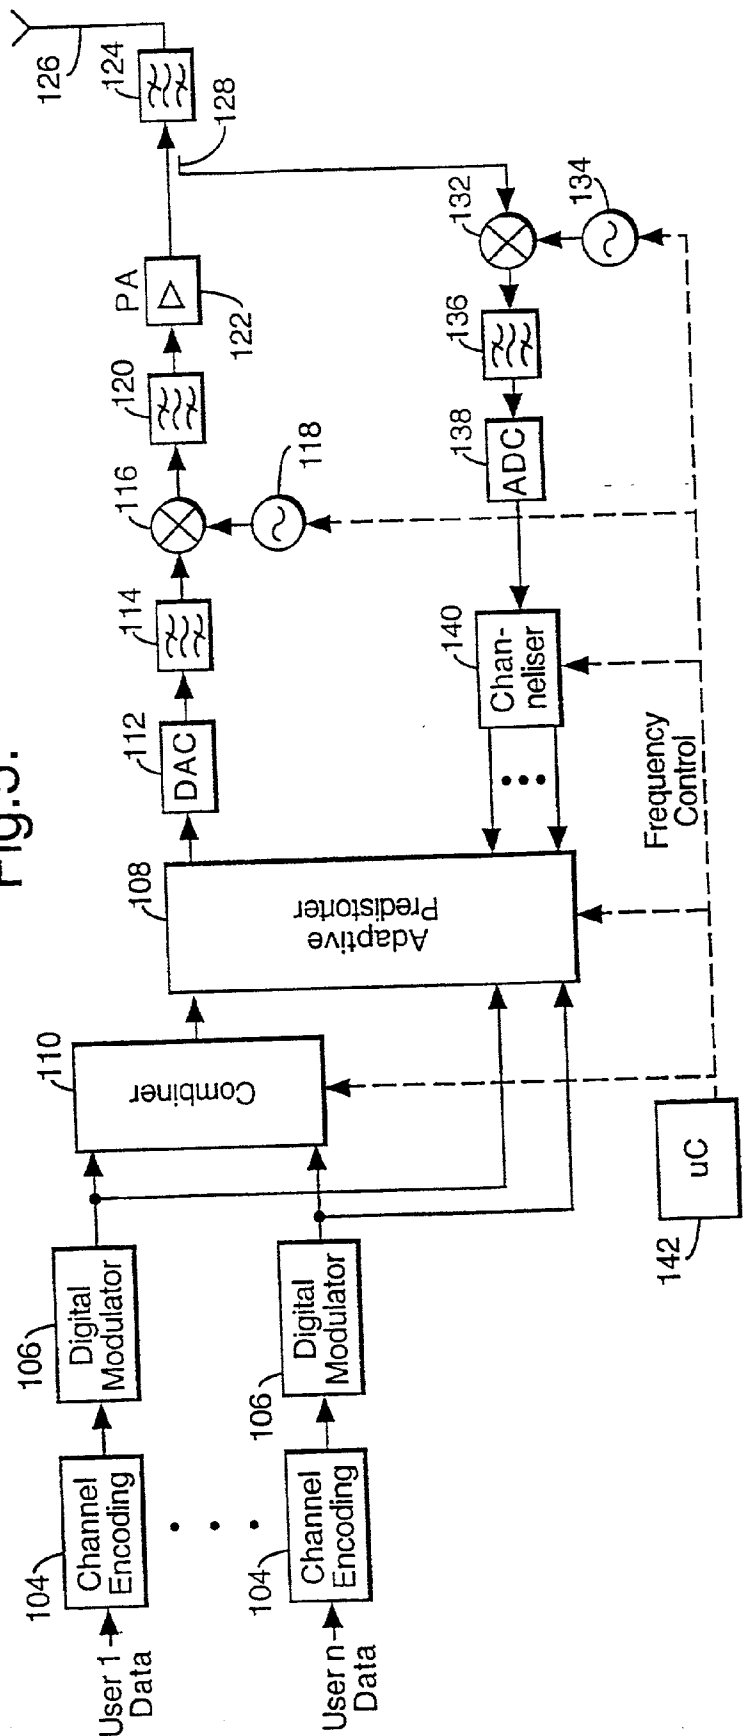 User 1
Data
104
Channel
Encoding
106
Digital
Modulator
User n
Data
104
Channel
Encoding
106
Digital
Modulator
110
Combiner
108
Adaptive
Predistorter
112
DAC
114
116
118
120
PA
122
124
126
128
132
134
136
138
ADC
140
Chan-
neliser
Frequency
Control
142
uC